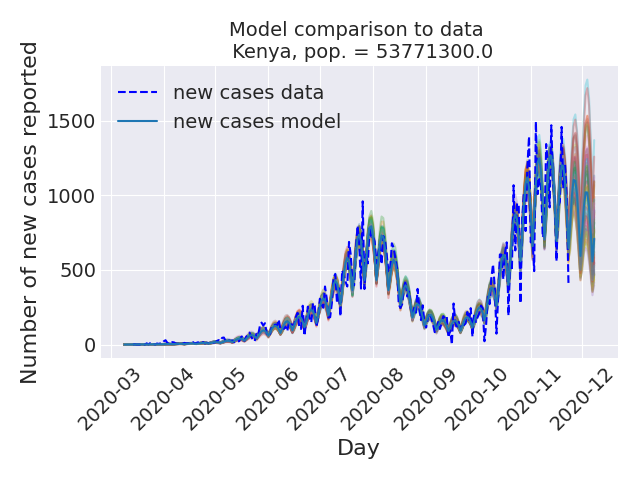 Model comparison to data
Kenya, pop. = 53771300.0
Number of new cases reported
1500
1000
500
0
new cases data
new cases model
2020-03
2020-04
2020-05
2020-06
2020-07
2020-08
2020-09
2020-10
2020-11
2020-12
Day